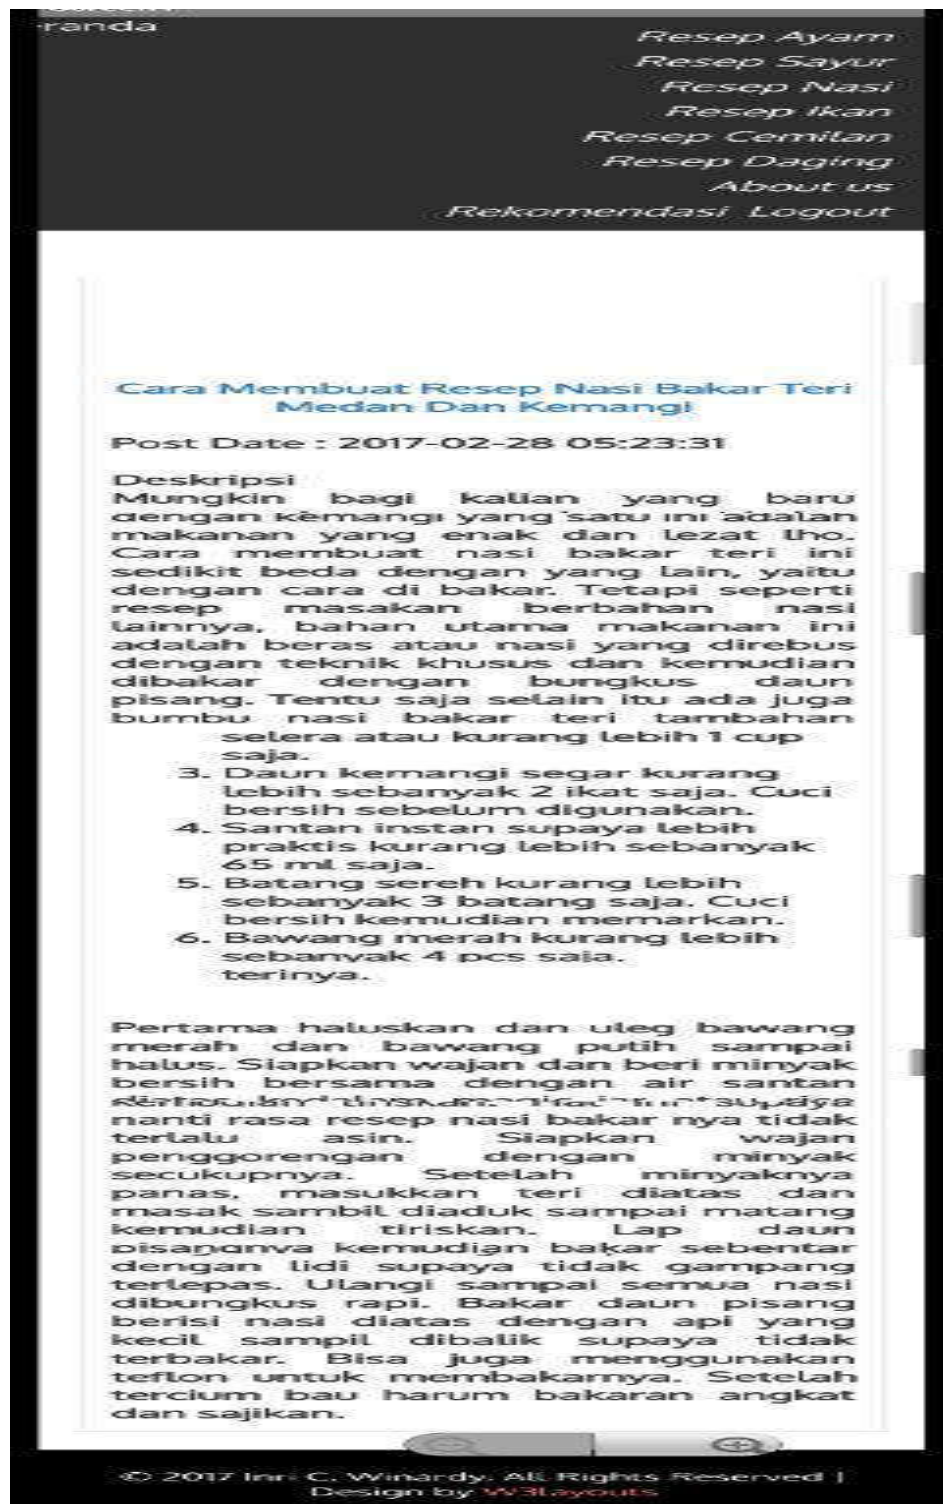 randa
Resep Ayam
Resep Sayur
Resep Nasi
Resep Ikan
Resep Cemilan
Resep Daging
About us
Rekomendasi Logout
Cara Membuat Resep Nasi Bakar Teri
Medan Dan Kemangi
Post Date : 2017-02-28 05:23:31
Deskripsi
Mungkin bagi kalian yang baru
dengan kemangi yang satu ini adalah
makanan yang enak dan lezat lho.
Cara membuat nasi bakar teri ini
sedikit beda dengan yang lain, yaitu
dengan cara di bakar. Tetapi seperti
resep masakan berbahan nasi
lainnya, bahan utama makanan ini
adalah beras atau nasi yang direbus
dengan teknik khusus dan kemudian
dibakar dengan bungkus daun
pisang. Tentu saja selain itu ada juga
bumbu nasi bakar teri tambahan
selera atau kurang lebih 1 cup
saja.
3. Daun kemangi segar kurang
lebih sebanyak 2 ikat saja. Cuci
bersih sebelum digunakan.
4. Santan instan supaya lebih
praktis kurang lebih sebanyak
65 ml saja.
5. Batang sereh kurang lebih
sebanyak 3 batang saja. Cuci
bersih kemudian memarkan.
6. Bawang merah kurang lebih
sebanyak 4 pcs saja.
terinya.
Pertama haluskan dan uleg bawang
merah dan bawang putih sampai
halus. Siapkan wajan dan beri minyak
bersih bersama dengan air santan
supaya
nanti rasa resep nasi bakar nya tidak
terlalu asin. Siapkan wajan
penggorengan dengan minyak
secukupnya. Setelah minyaknya
panas, masukkan teri diatas dan
masak sambil diaduk sampai matang
kemudian tiriskan. Lap daun
pisangnya kemudian bakar sebentar
dengan lidi supaya tidak gampang
terlepas. Ulangi sampai semua nasi
dibungkus rapi. Bakar daun pisang
berisi nasi diatas dengan api yang
kecil sampil dibalik supaya tidak
terbakar. Bisa juga menggunakan
teflon untuk membakarnya. Setelah
tercium bau harum bakaran angkat
dan sajikan.
© 2017 Inri C. Winardy. All Rights Reserved |
Design by W3layouts